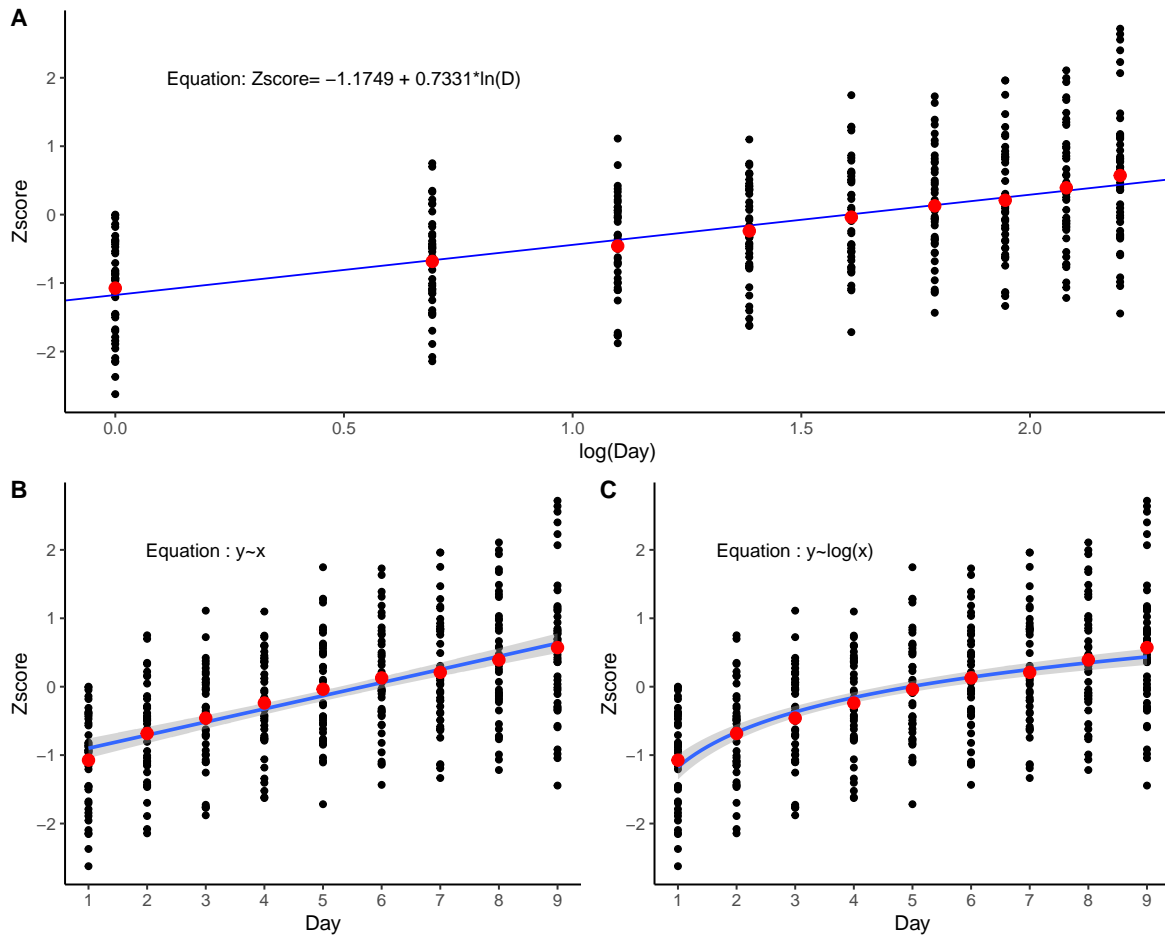 A
Equation: Zscore= −1.1749 + 0.7331*ln(D)
Zscore
2
1
0
−1
−2
0.0 0.5 1.0 1.5 2.0
log(Day)
B
Equation : y~x
Zscore
2
1
0
−1
−2
1 2 3 4 5 6 7 8 9
Day
C
Equation : y~log(x)
Zscore
2
1
0
−1
−2
1 2 3 4 5 6 7 8 9
Day